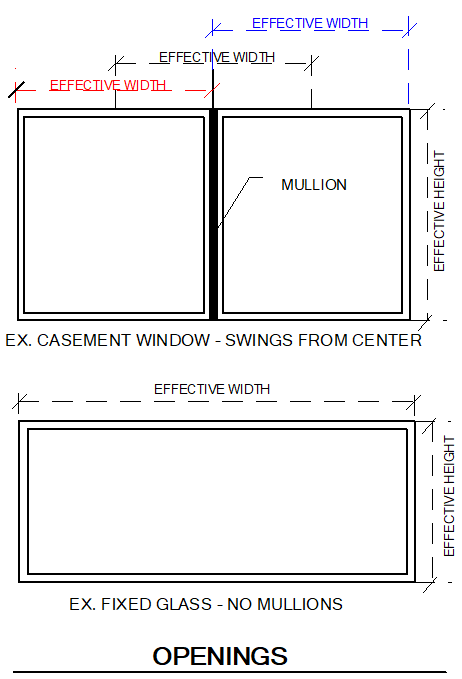 EFFECTIVE WIDTH
EFFECTIVE WIDTH
EFFECTIVE WIDTH
MULLION
EFFECTIVE HEIGHT
EX. CASEMENT WINDOW - SWINGS FROM CENTER
EFFECTIVE WIDTH
EFFECTIVE HEIGHT
EX. FIXED GLASS - NO MULLIONS
OPENINGS